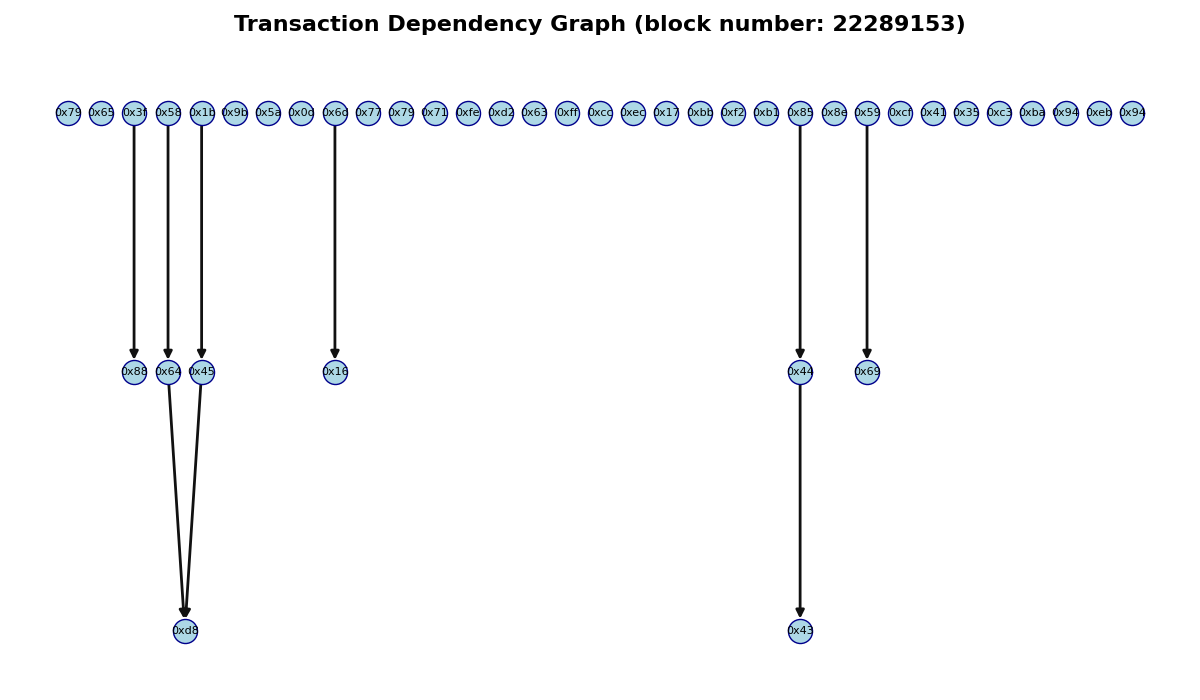 Transaction Dependency Graph (block number: 22289153)
0x79 0x65 0x3f 0x58 0x1b 0x9b 0x5a 0x0c 0x6d 0x77 0x79 0x71 0xfe 0xd2 0x63 0xff 0xcc 0xec 0x17 0xbb 0xf2 0xb1 0x85 0x8e 0x59 0xcf 0x41 0x35 0xc3 0xba 0x94 0xeb 0x94
0x88 0x64 0x45 0x16 0x44 0x69
0xd8 0x43